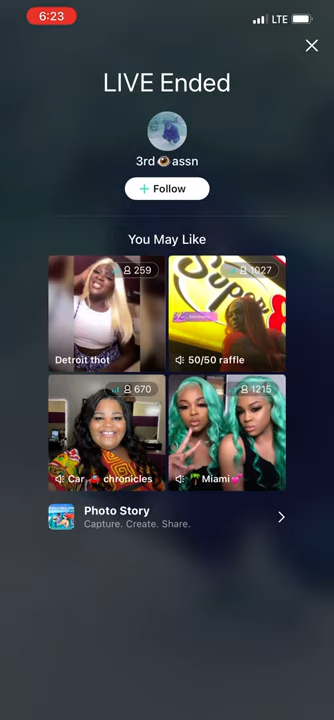 6:23
LTE
LIVE Ended
3rd👁assn
+ Follow
You May Like
259
1027
Super
Detroit thot
50/50 raffle
670
1215
Car 🚗 chronicles
🌴 Miami💕
Photo Story
Capture. Create. Share.